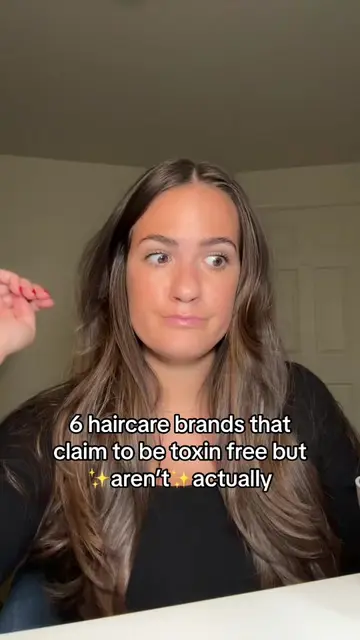 6 haircare brands that
claim to be toxin free but
✨aren't✨actually